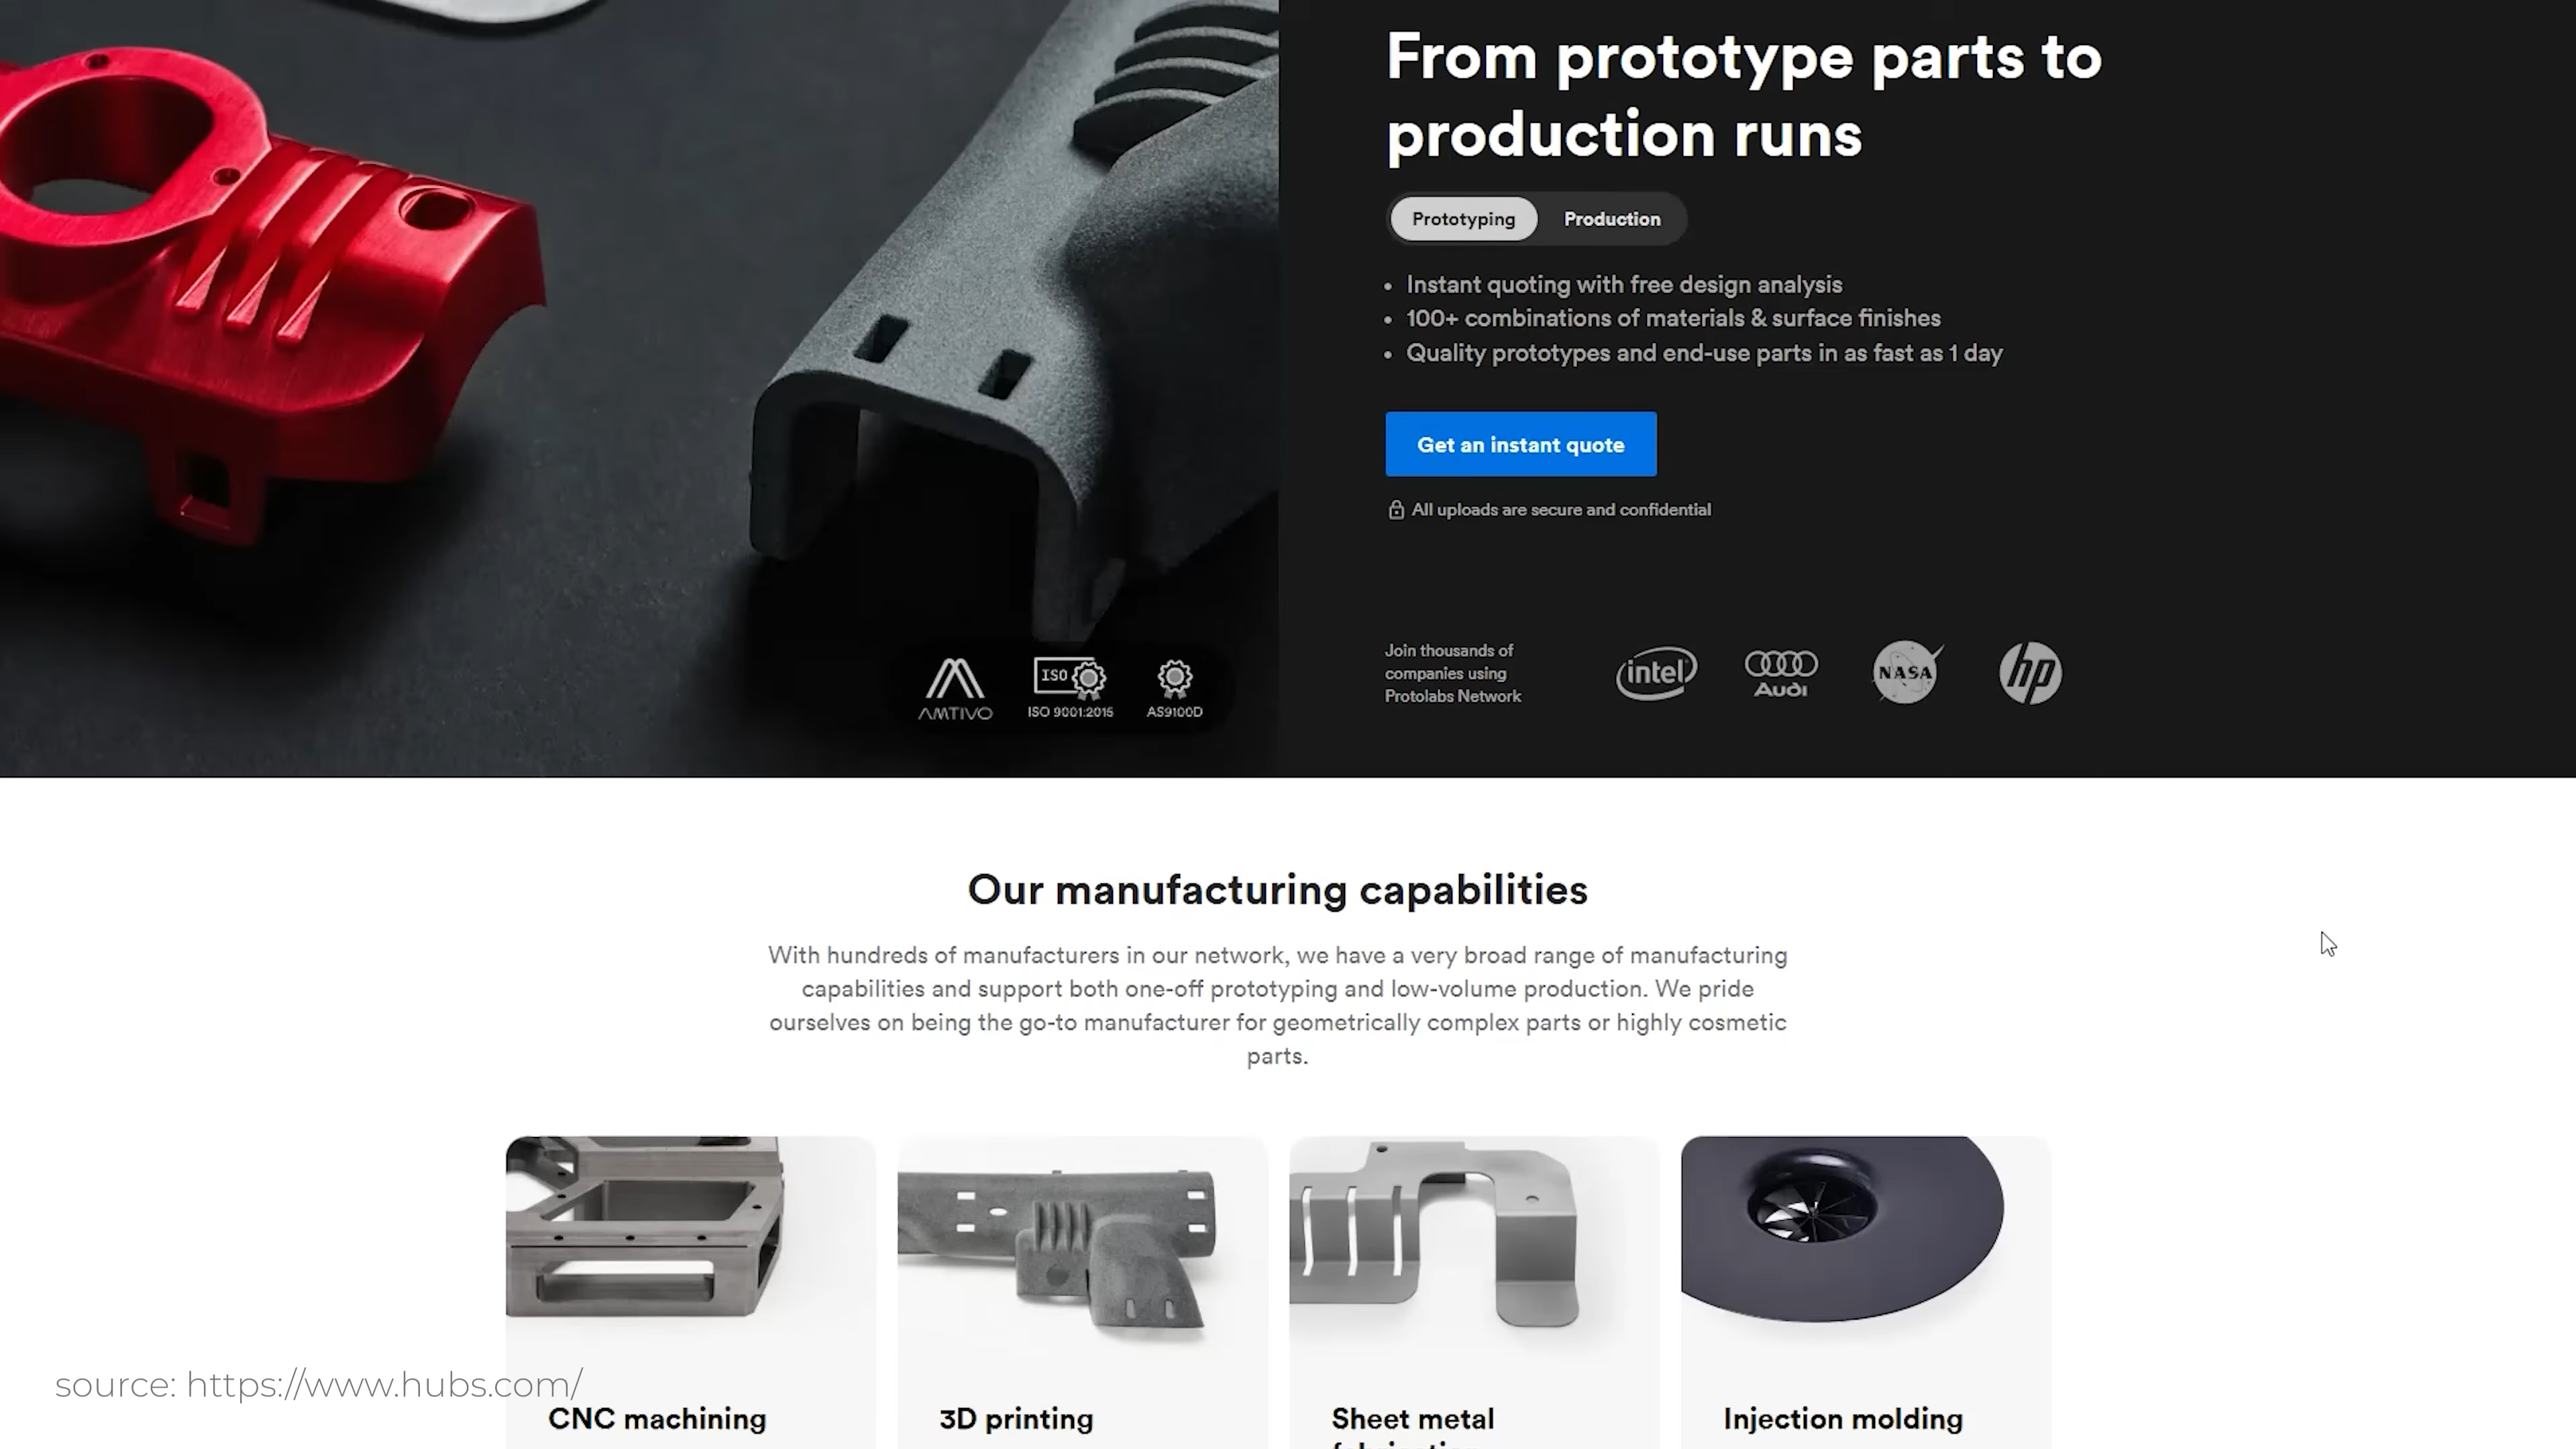 From prototype parts to
production runs
Prototyping
Production
• Instant quoting with free design analysis
• 100+ combinations of materials & surface finishes
• Quality prototypes and end-use parts in as fast as 1 day
Get an instant quote
All uploads are secure and confidential
Join thousands of
companies using
Protolabs Network
intel
Audi
NASA
hp
AMTIVO
ISO
ISO 9001:2015
AS9100D
Our manufacturing capabilities
With hundreds of manufacturers in our network, we have a very broad range of manufacturing
capabilities and support both one-off prototyping and low-volume production. We pride
ourselves on being the go-to manufacturer for geometrically complex parts or highly cosmetic
parts.
CNC machining
3D printing
Sheet metal
Injection molding
source: https://www.hubs.com/